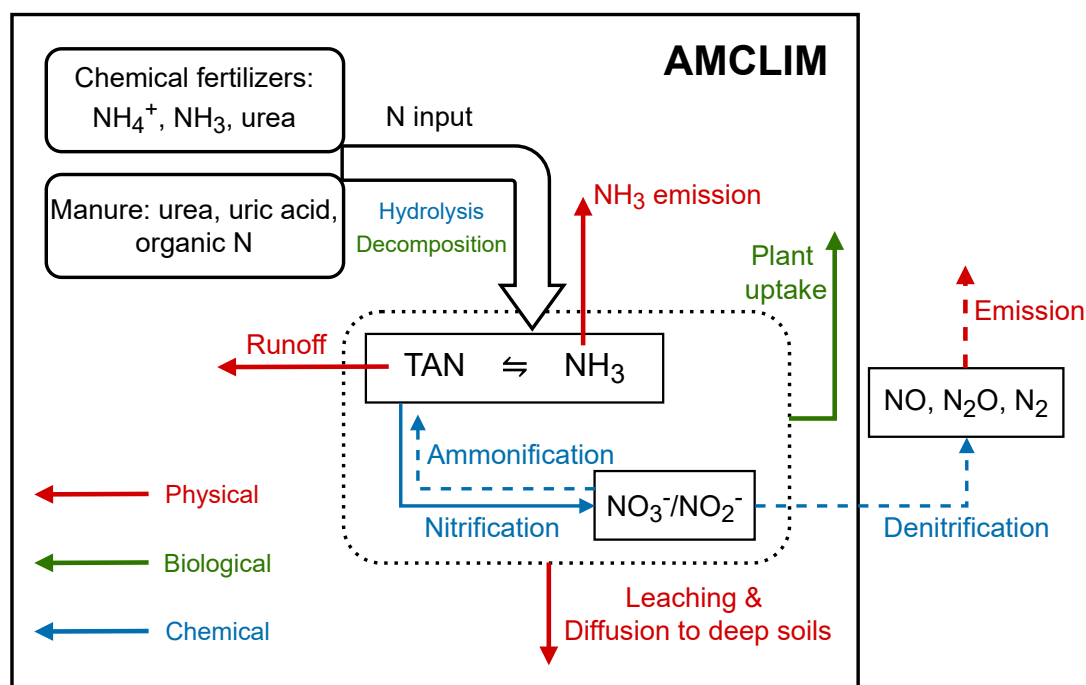 AMCLIM
Chemical fertilizers:
NH₄⁺, NH₃, urea
N input
Manure: urea, uric acid,
organic N
Hydrolysis
Decomposition
NH₃ emission
Plant
uptake
Emission
Runoff
TAN ⇋ NH₃
NO, N₂O, N₂
Ammonification
NO₃⁻/NO₂⁻
Nitrification
Denitrification
Physical
Biological
Chemical
Leaching &
Diffusion to deep soils